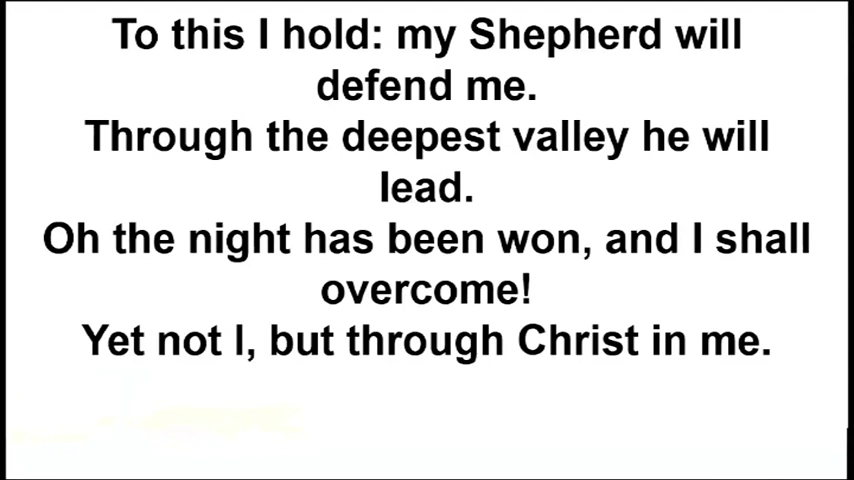 To this I hold: my Shepherd will
defend me.
Through the deepest valley he will
lead.
Oh the night has been won, and I shall
overcome!
Yet not I, but through Christ in me.